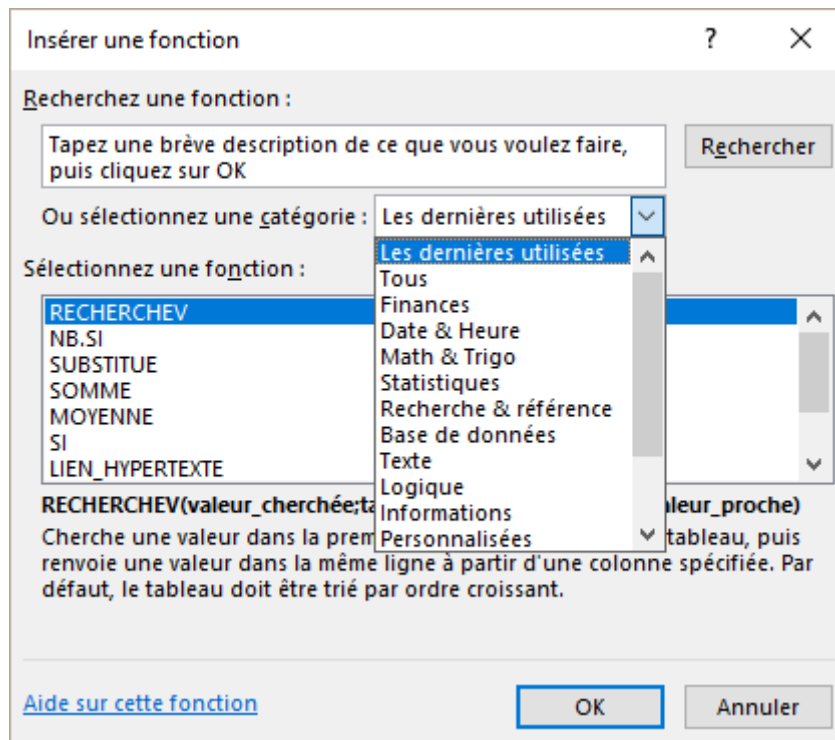 Insérer une fonction
?
Recherchez une fonction :
Tapez une brève description de ce que vous voulez faire,
puis cliquez sur OK
Rechercher
Ou sélectionnez une catégorie :
Les dernières utilisées
Les dernières utilisées
Tous
Finances
Date & Heure
Math & Trigo
Statistiques
Recherche & référence
Base de données
Texte
Logique
Informations
Personnalisées
Sélectionnez une fonction :
RECHERCHEV
NB.SI
SUBSTITUE
SOMME
MOYENNE
SI
LIEN_HYPERTEXTE
RECHERCHEV(valeur_cherchée;ta leur_proche)
Cherche une valeur dans la prem tableau, puis
renvoie une valeur dans la même ligne à partir d'une colonne spécifiée. Par
défaut, le tableau doit être trié par ordre croissant.
Aide sur cette fonction
OK
Annuler